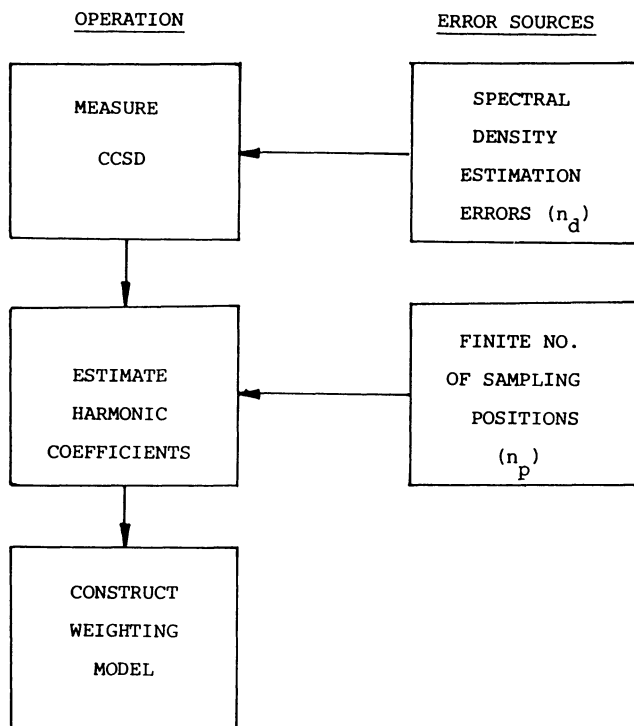 OPERATION
ERROR SOURCES
MEASURE
CCSD
SPECTRAL
DENSITY
ESTIMATION
ERRORS (n_d)
ESTIMATE
HARMONIC
COEFFICIENTS
FINITE NO.
OF SAMPLING
POSITIONS
(n_p)
CONSTRUCT
WEIGHTING
MODEL